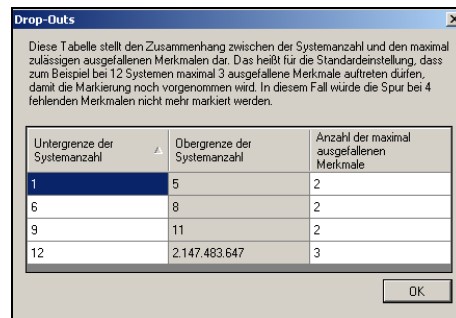 Drop-Outs
Diese Tabelle stellt den Zusammenhang zwischen der Systemanzahl und den maximal
zulässigen ausgefallenen Merkmalen dar. Das heißt für die Standardeinstellung, dass
zum Beispiel bei 12 Systemen maximal 3 ausgefallene Merkmale auftreten dürfen,
damit die Markierung noch vorgenommen wird. In diesem Fall würde die Spur bei 4
fehlenden Merkmalen nicht mehr markiert werden.
Untergrenze der Systemanzahl Obergrenze der Systemanzahl Anzahl der maximal ausgefallenen Merkmale
1 5 2
6 8 2
9 11 2
12 2.147.483.647 3
OK